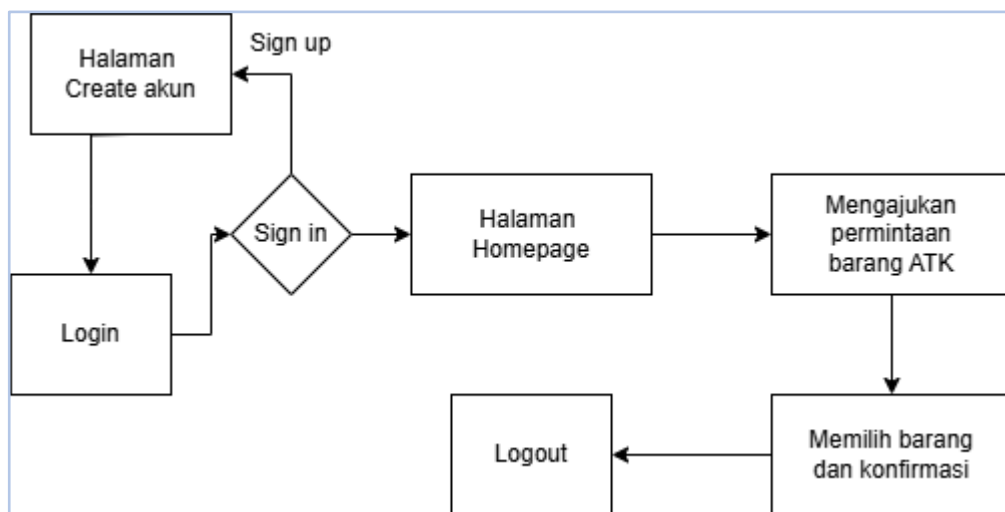 Halaman
Create akun
Sign up
Sign in
Login
Halaman
Homepage
Mengajukan
permintaan
barang ATK
Memilih barang
dan konfirmasi
Logout